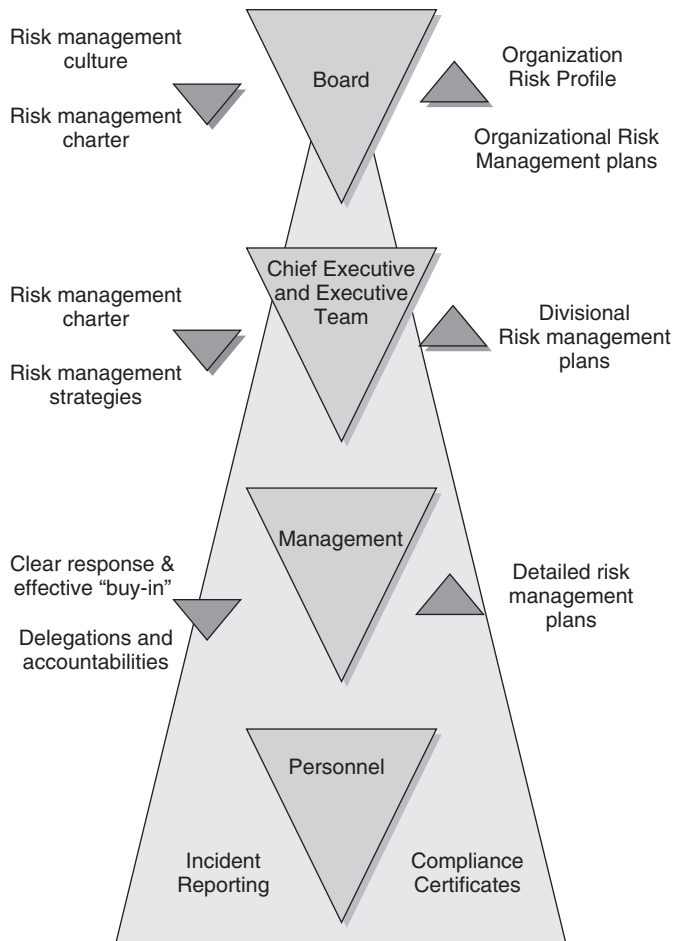 Risk management
culture
Risk management
charter
Board
Organization
Risk Profile
Organizational Risk
Management plans
Risk management
charter
Risk management
strategies
Chief Executive
and Executive
Team
Divisional
Risk management
plans
Clear response &
effective “buy-in”
Delegations and
accountabilities
Management
Detailed risk
management
plans
Personnel
Incident
Reporting
Compliance
Certificates